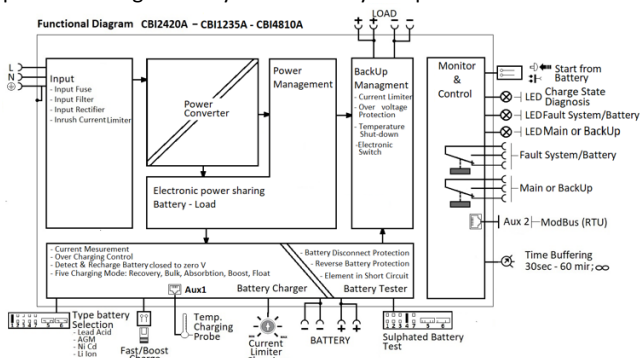 Functional Diagram CBI2420A – CBI1235A - CBI4810A
LOAD
+ + - -
L
N
Input
- Input Fuse
- Input Filter
- Input Rectifier
- Inrush CurrentLimiter
Power
Converter
Power
Management
BackUp
Managment
- Current Limiter
- Over voltage
Protection
- Temperature
Shut-down
-Electronic
Switch
Monitor
&
Control
Start from
Battery
LED Charge State
Diagnosis
LED Fault System/Battery
LED Main or BackUp
Fault System/Battery
Main or BackUp
Aux 2 ModBus (RTU)
Time Buffering
30sec - 60 mir; ∞
Electronic power sharing
Battery - Load
- Current Mesurement
- Over Charging Control
- Detect & Recharge Battery closed to zero V
- Five Charging Mode: Recovery, Bulk, Absorbtion, Boost, Float
Aux1
Battery Charger
- Battery Disconnect Protection
- Reverse Battery Protection
- Element in Short Circuit
Battery Tester
Type battery
Selection
- Lead Acid
- AGM
- Ni Cd
- Li Ion
Fast/Boost
Temp.
Charging
Probe
Current
Limiter
- - + +
BATTERY
Sulphated Battery
Test